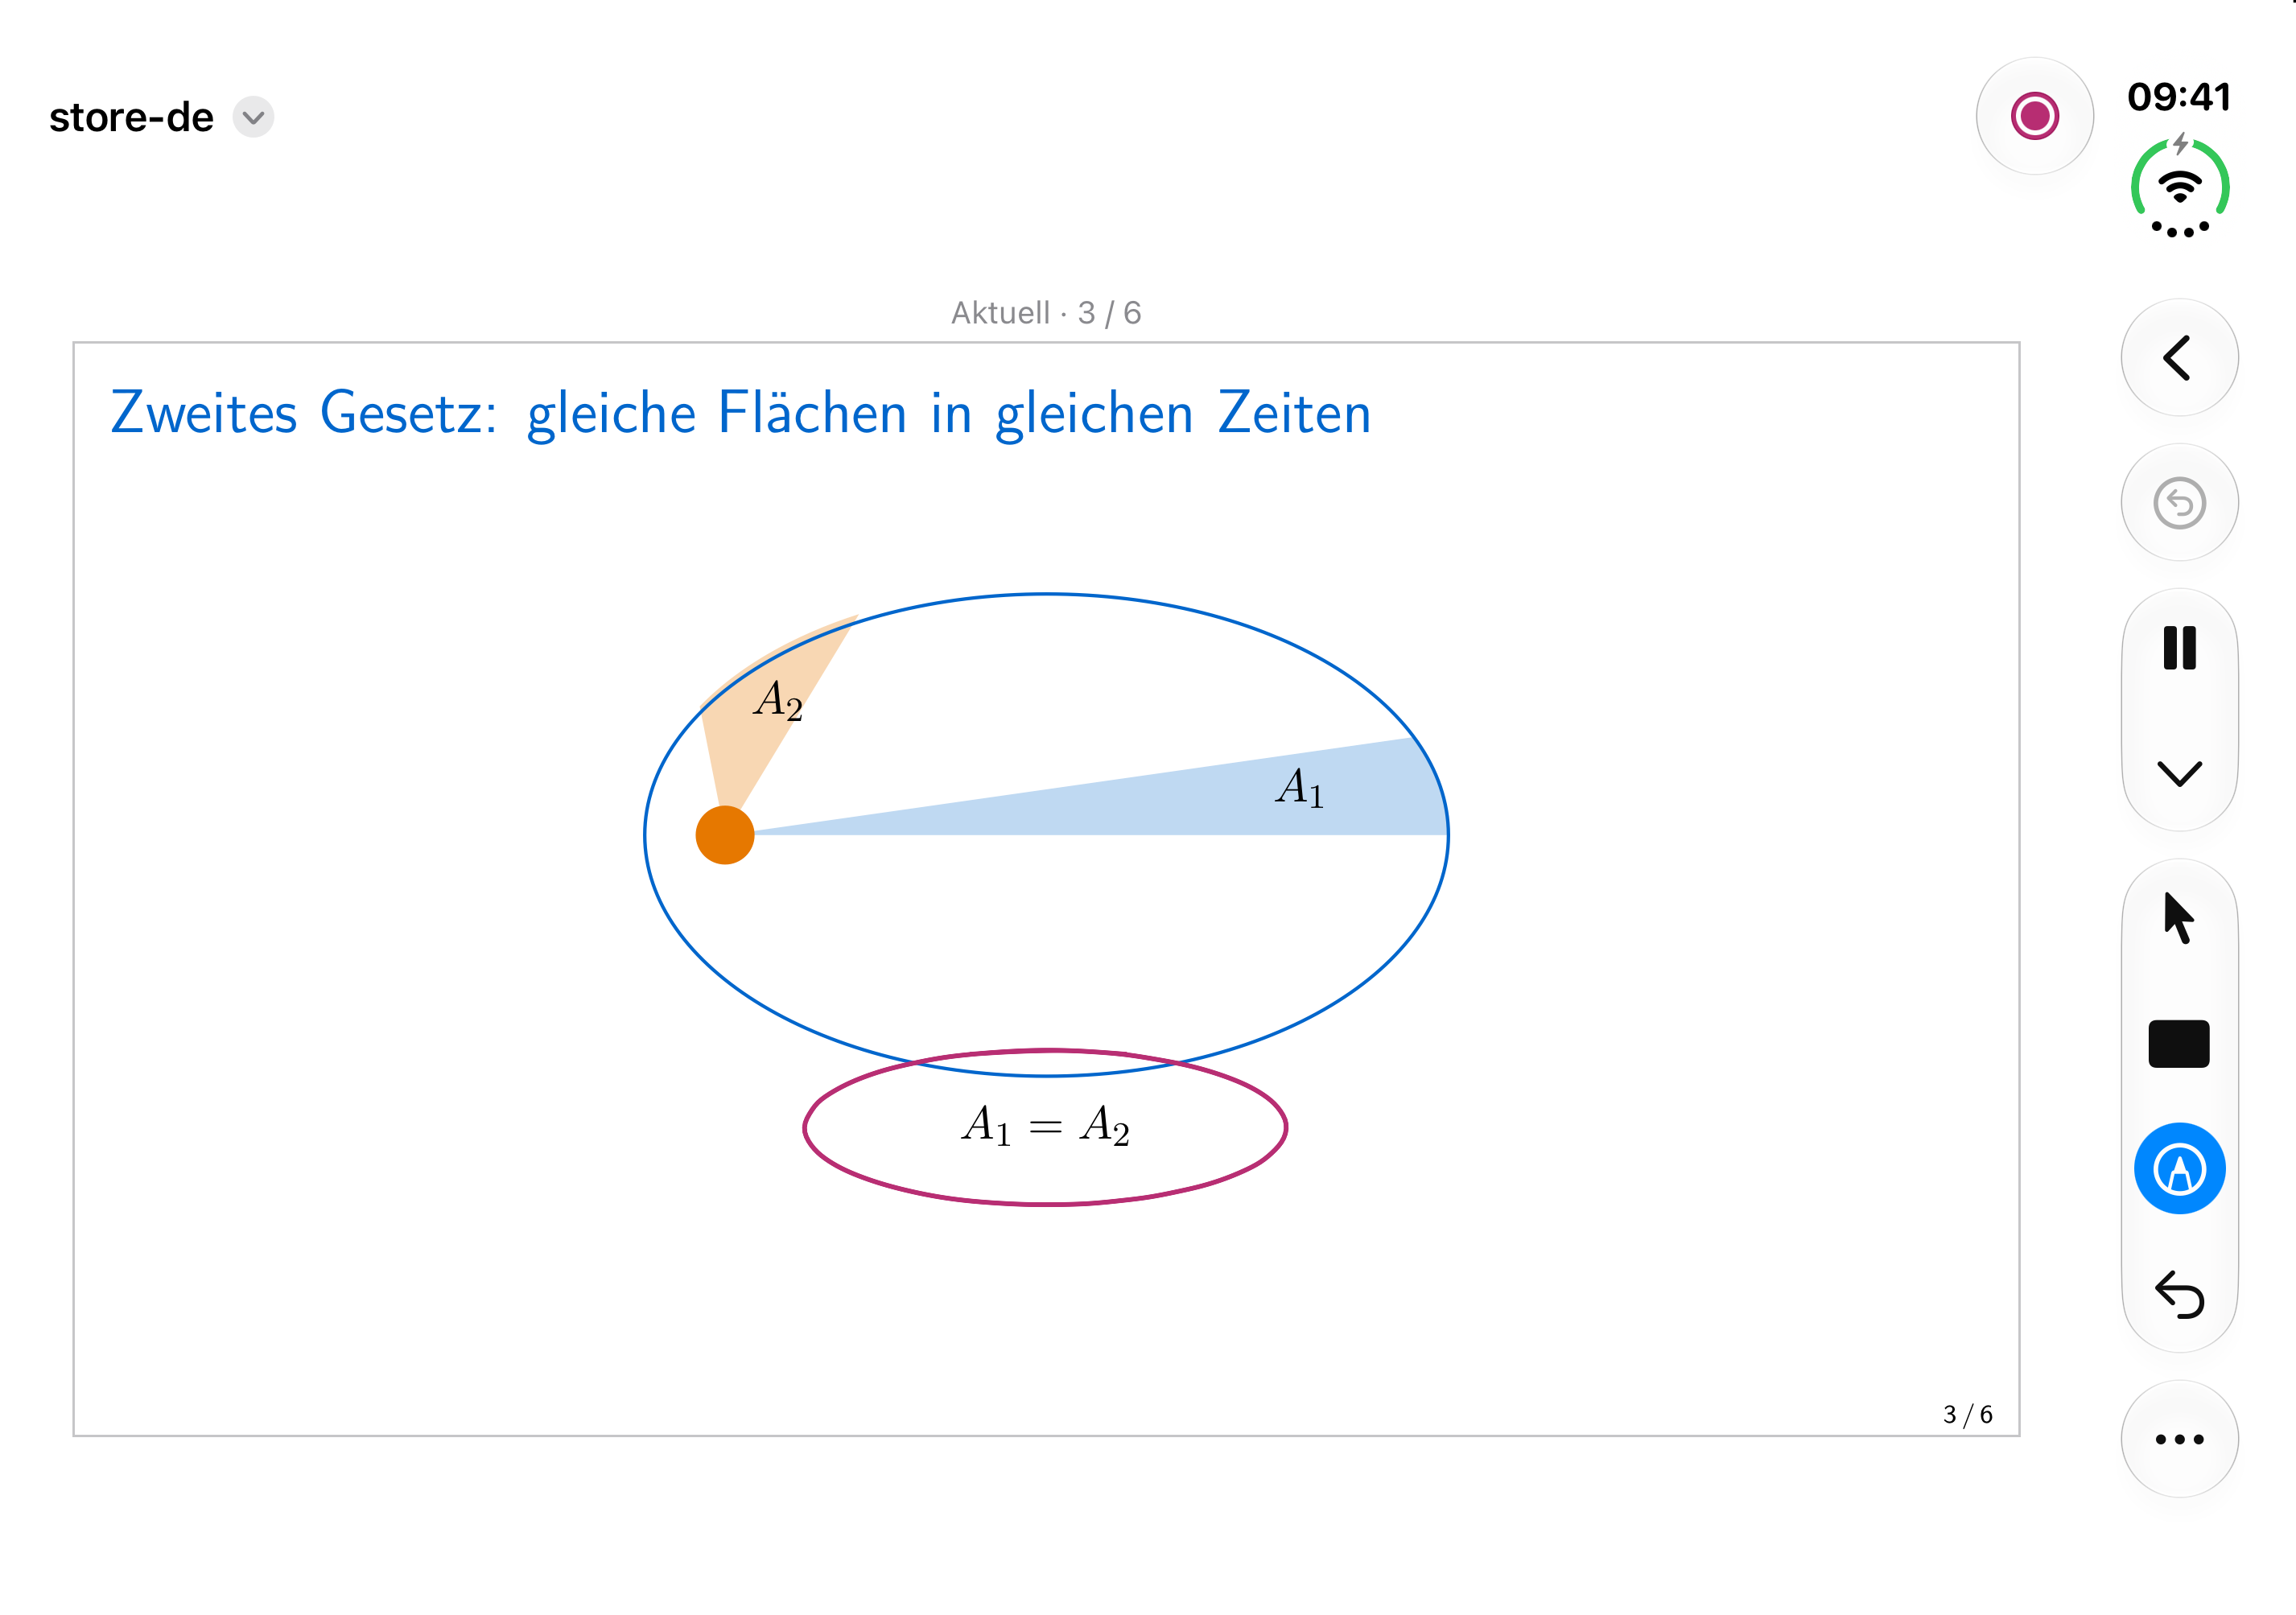 store-de
09:41
Aktuell · 3 / 6
Zweites Gesetz: gleiche Flächen in gleichen Zeiten
A₂
A₁
A₁ = A₂
3 / 6